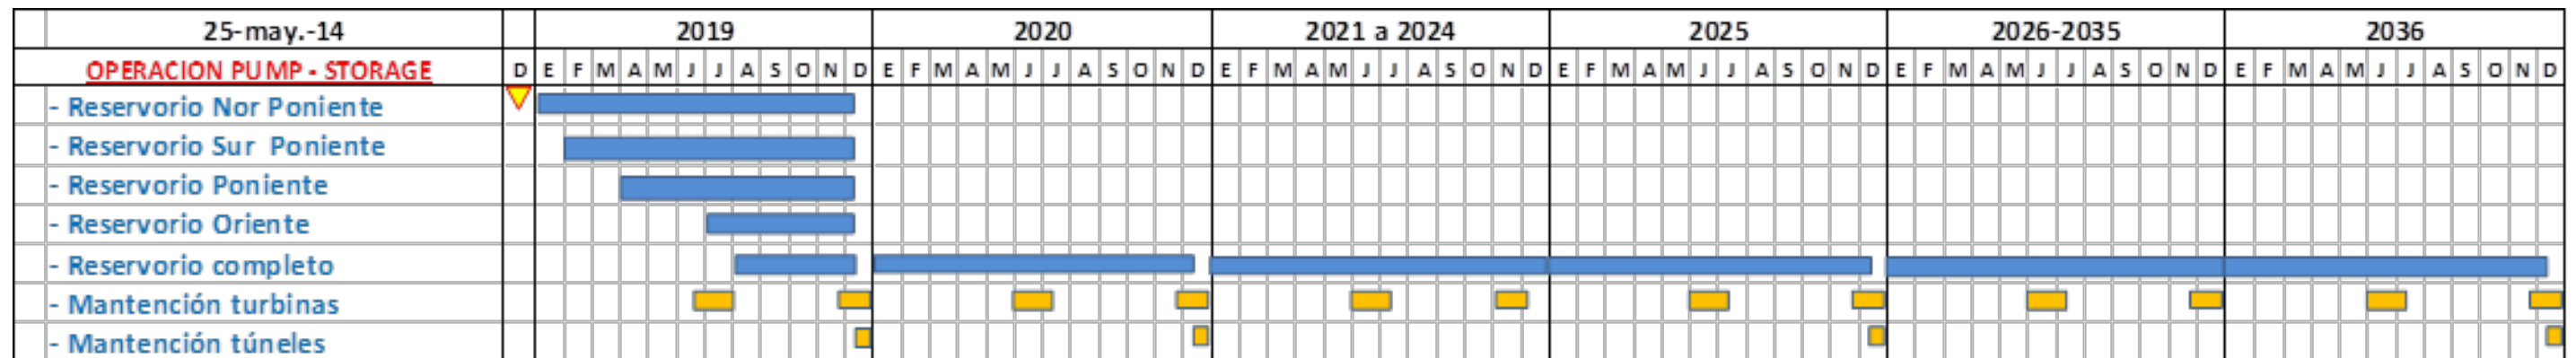 25-may.-14 2019 2020 2021 a 2024 2025 2026-2035 2036
OPERACION PUMP - STORAGE D E F M A M J J A S O N D E F M A M J J A S O N D E F M A M J J A S O N D E F M A M J J A S O N D E F M A M J J A S O N D E F M A M J J A S O N D
- Reservorio Nor Poniente
- Reservorio Sur Poniente
- Reservorio Poniente
- Reservorio Oriente
- Reservorio completo
- Mantención turbinas
- Mantención túneles